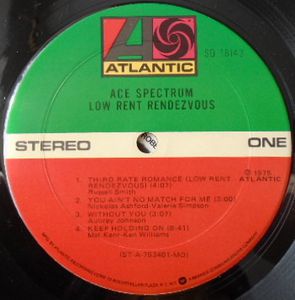 SD 18143
ATLANTIC
ACE SPECTRUM
LOW RENT RENDEZVOUS
STEREO
ONE
1. THIRD RATE ROMANCE (LOW RENT
RENDEZVOUS) (4:07)
Russell Smith
2. YOU AIN'T NO MATCH FOR ME (3:00)
Nickolas Ashford-Valerie Simpson
3. WITHOUT YOU (5:07)
Aubrey Johnson
4. KEEP HOLDING ON (8:41)
Mel Kent-Ken Williams
℗ 1975
ATLANTIC
(ST-A-753401-MO)